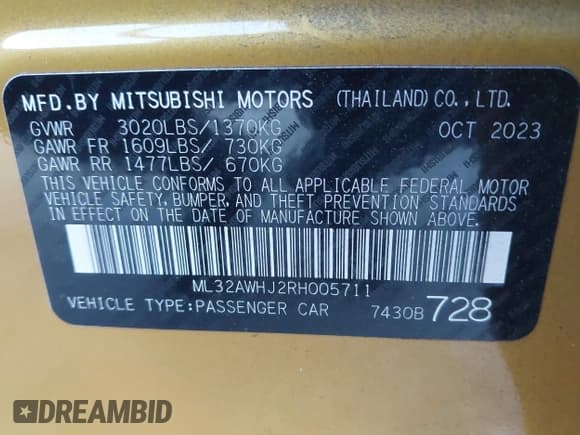 MFD.BY MITSUBISHI MOTORS (THAILAND)CO.,LTD.
GVWR 3020LBS/1370KG OCT 2023
GAWR FR 1609LBS/ 730KG
GAWR RR 1477LBS/ 670KG
THIS VEHICLE CONFORMS TO ALL APPLICABLE FEDERAL MOTOR
VEHICLE SAFETY, BUMPER, AND THEFT PREVENTION STANDARDS
IN EFFECT ON THE DATE OF MANUFACTURE SHOWN ABOVE.
ML32AWHJ2RH005711
VEHICLE TYPE:PASSENGER CAR 7430B 728
DREAMBID